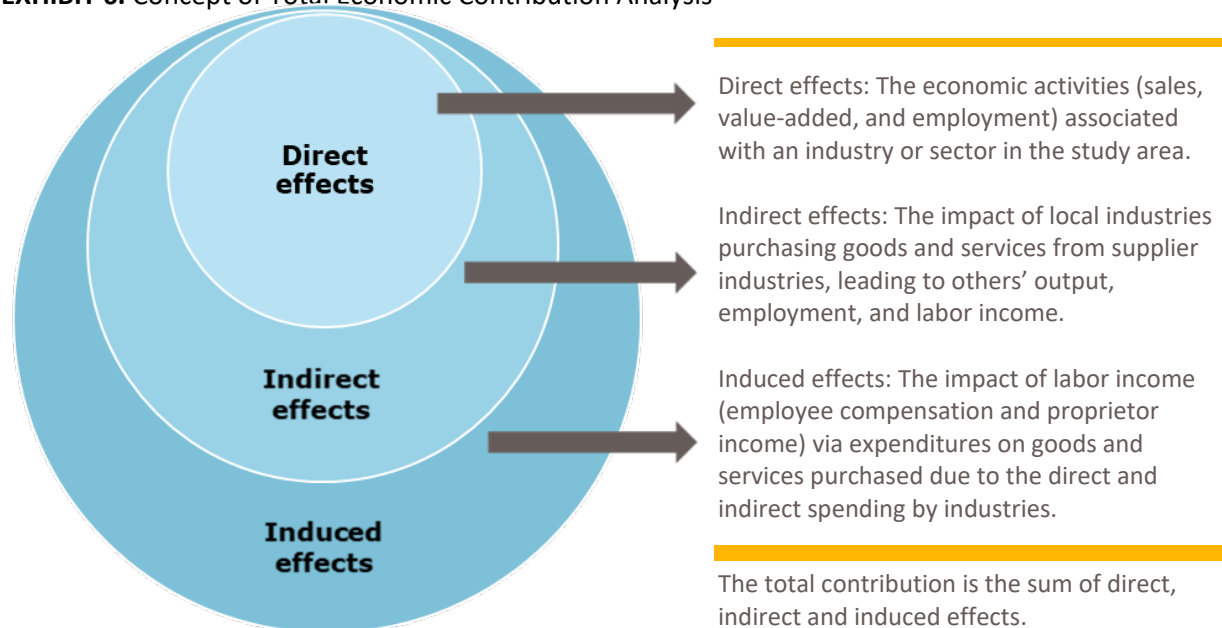 EXHIBIT 3. Concept of Total Economic Contribution Analysis
Direct
effects
Indirect
effects
Induced
effects
Direct effects: The economic activities (sales,
value-added, and employment) associated
with an industry or sector in the study area.
Indirect effects: The impact of local industries
purchasing goods and services from supplier
industries, leading to others’ output,
employment, and labor income.
Induced effects: The impact of labor income
(employee compensation and proprietor
income) via expenditures on goods and
services purchased due to the direct and
indirect spending by industries.
The total contribution is the sum of direct,
indirect and induced effects.